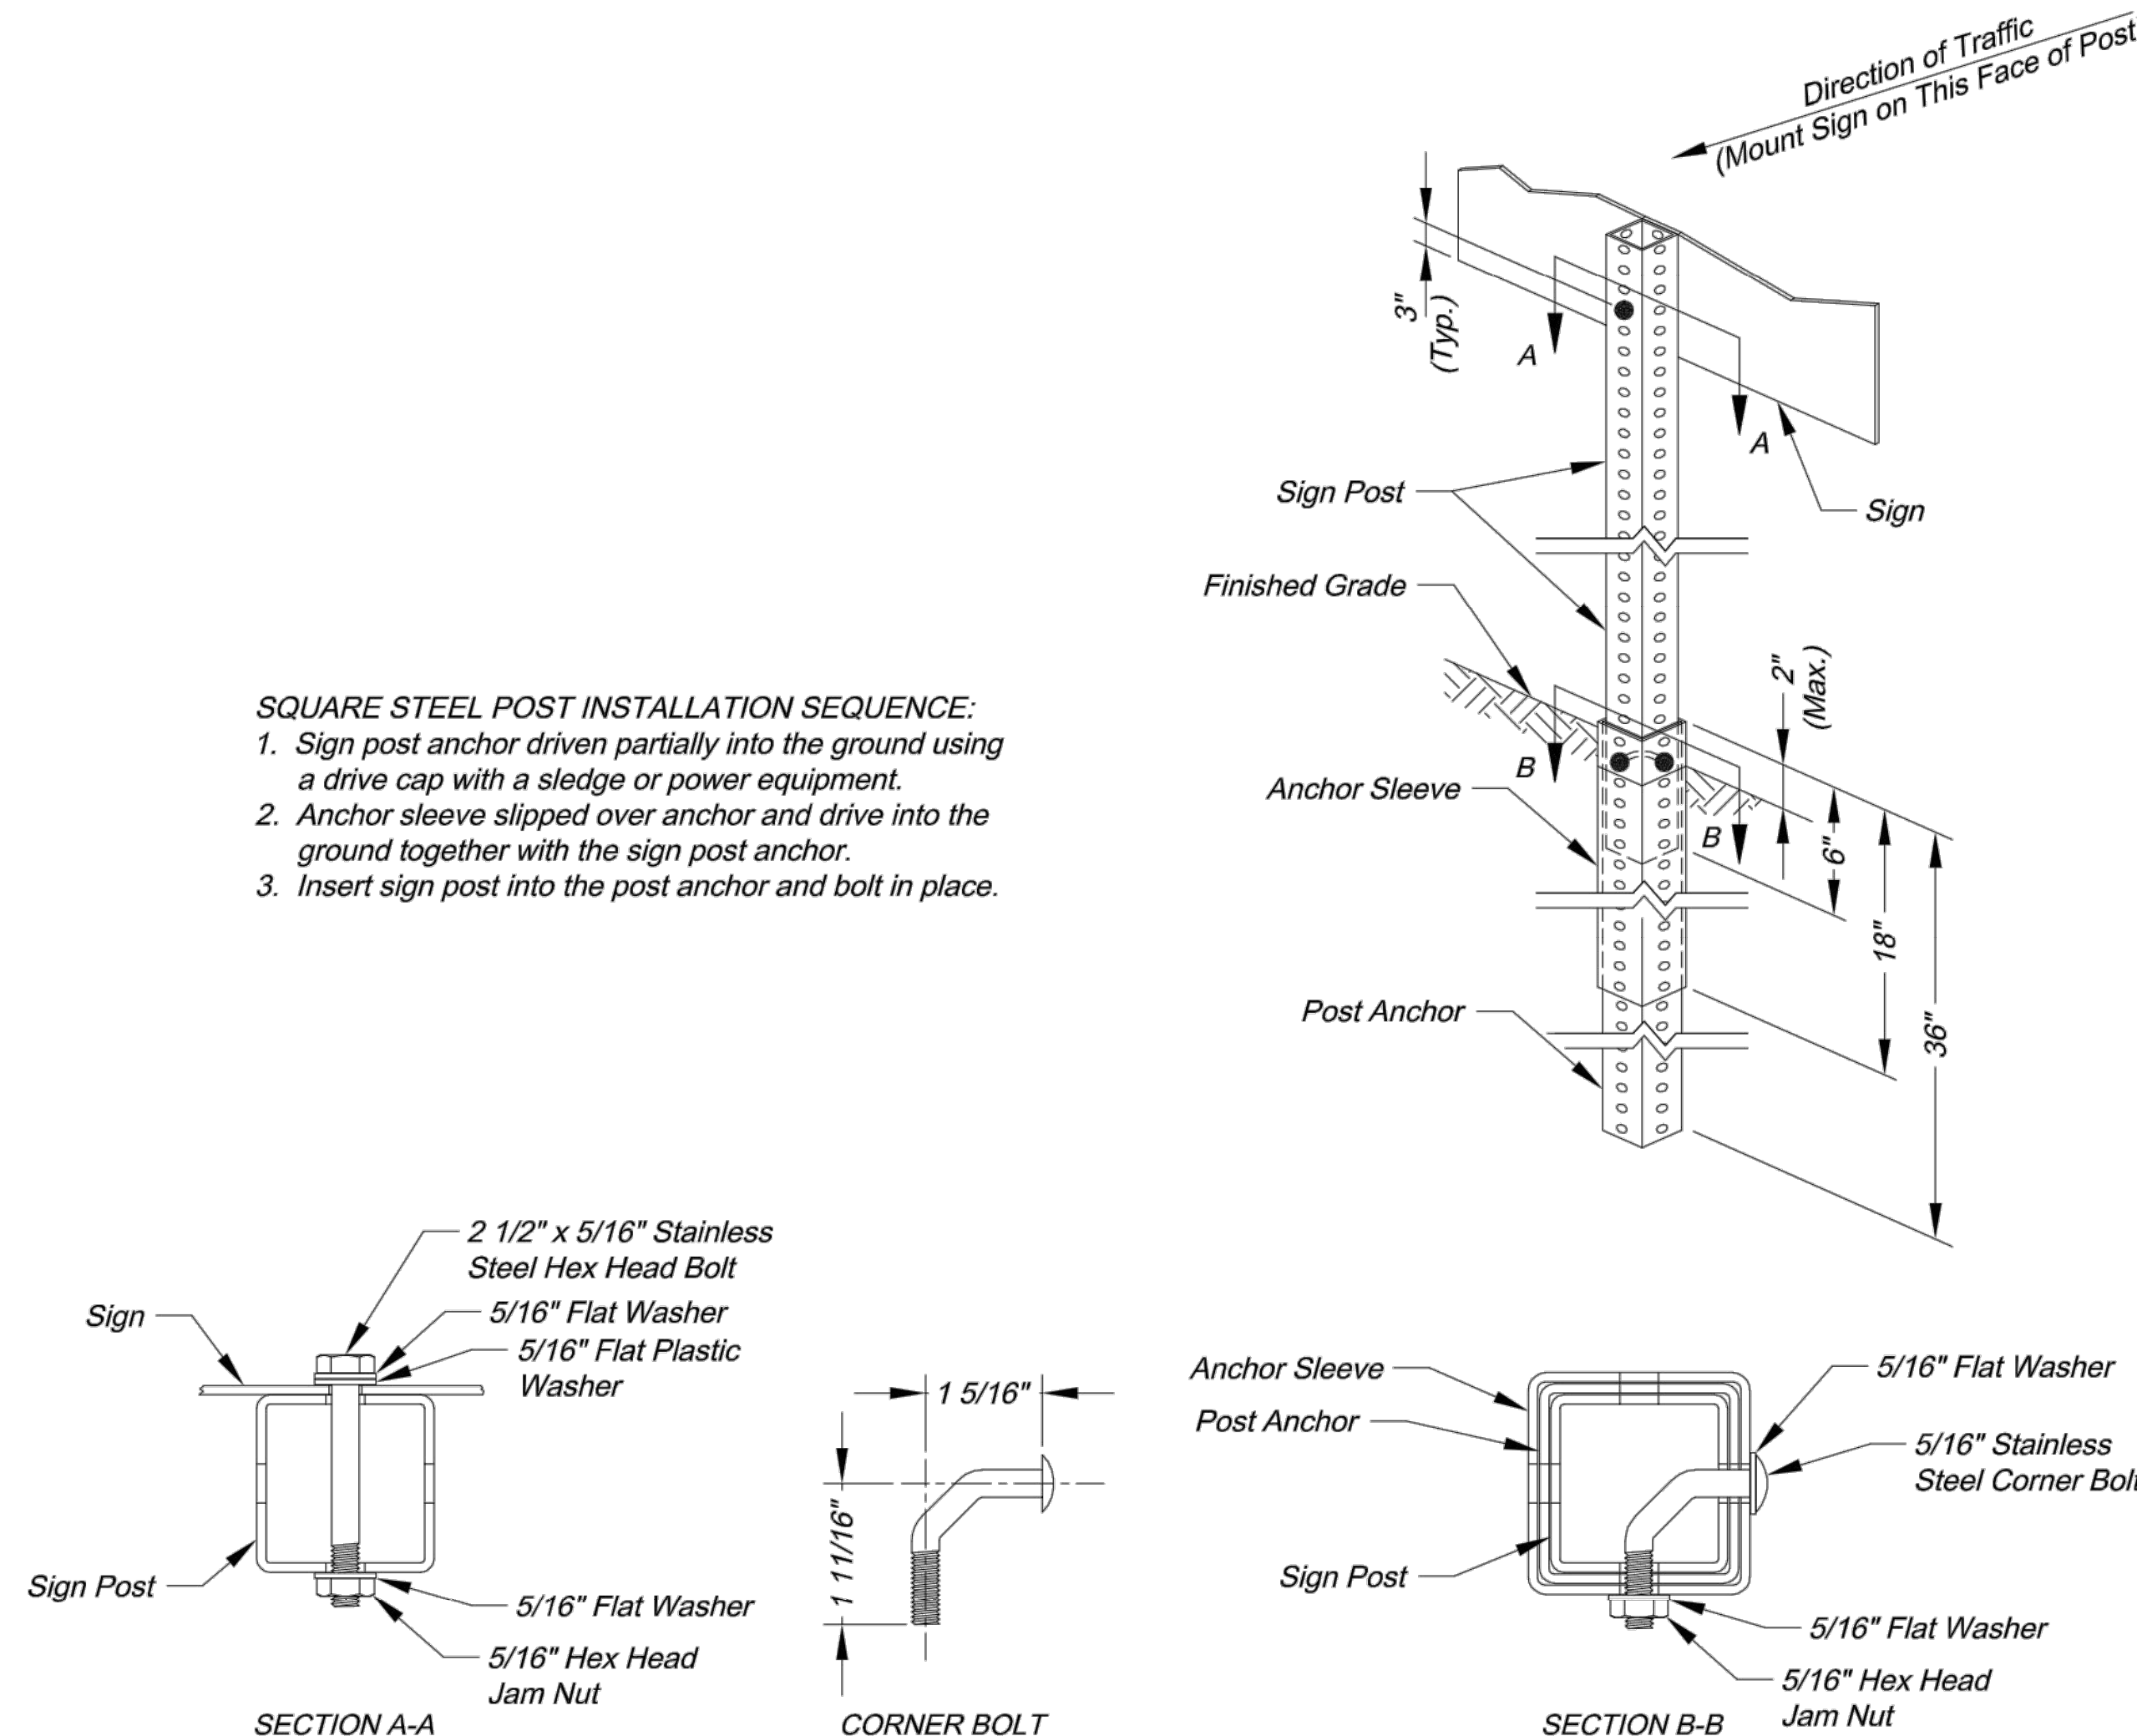 Direction of Traffic
(Mount Sign on This Face of Post
3"
(Typ.)
A
A
Sign Post
Sign
Finished Grade
2"
(Max.)
B
Anchor Sleeve
B
6"
18"
36"
Post Anchor
SQUARE STEEL POST INSTALLATION SEQUENCE:
1. Sign post anchor driven partially into the ground using
a drive cap with a sledge or power equipment.
2. Anchor sleeve slipped over anchor and drive into the
ground together with the sign post anchor.
3. Insert sign post into the post anchor and bolt in place.
2 1/2" x 5/16" Stainless
Steel Hex Head Bolt
Sign
5/16" Flat Washer
5/16" Flat Plastic
Washer
Sign Post
5/16" Flat Washer
5/16" Hex Head
Jam Nut
SECTION A-A
1 5/16"
1 11/16"
CORNER BOLT
Anchor Sleeve
5/16" Flat Washer
Post Anchor
5/16" Stainless
Steel Corner Bolt
Sign Post
5/16" Flat Washer
5/16" Hex Head
Jam Nut
SECTION B-B